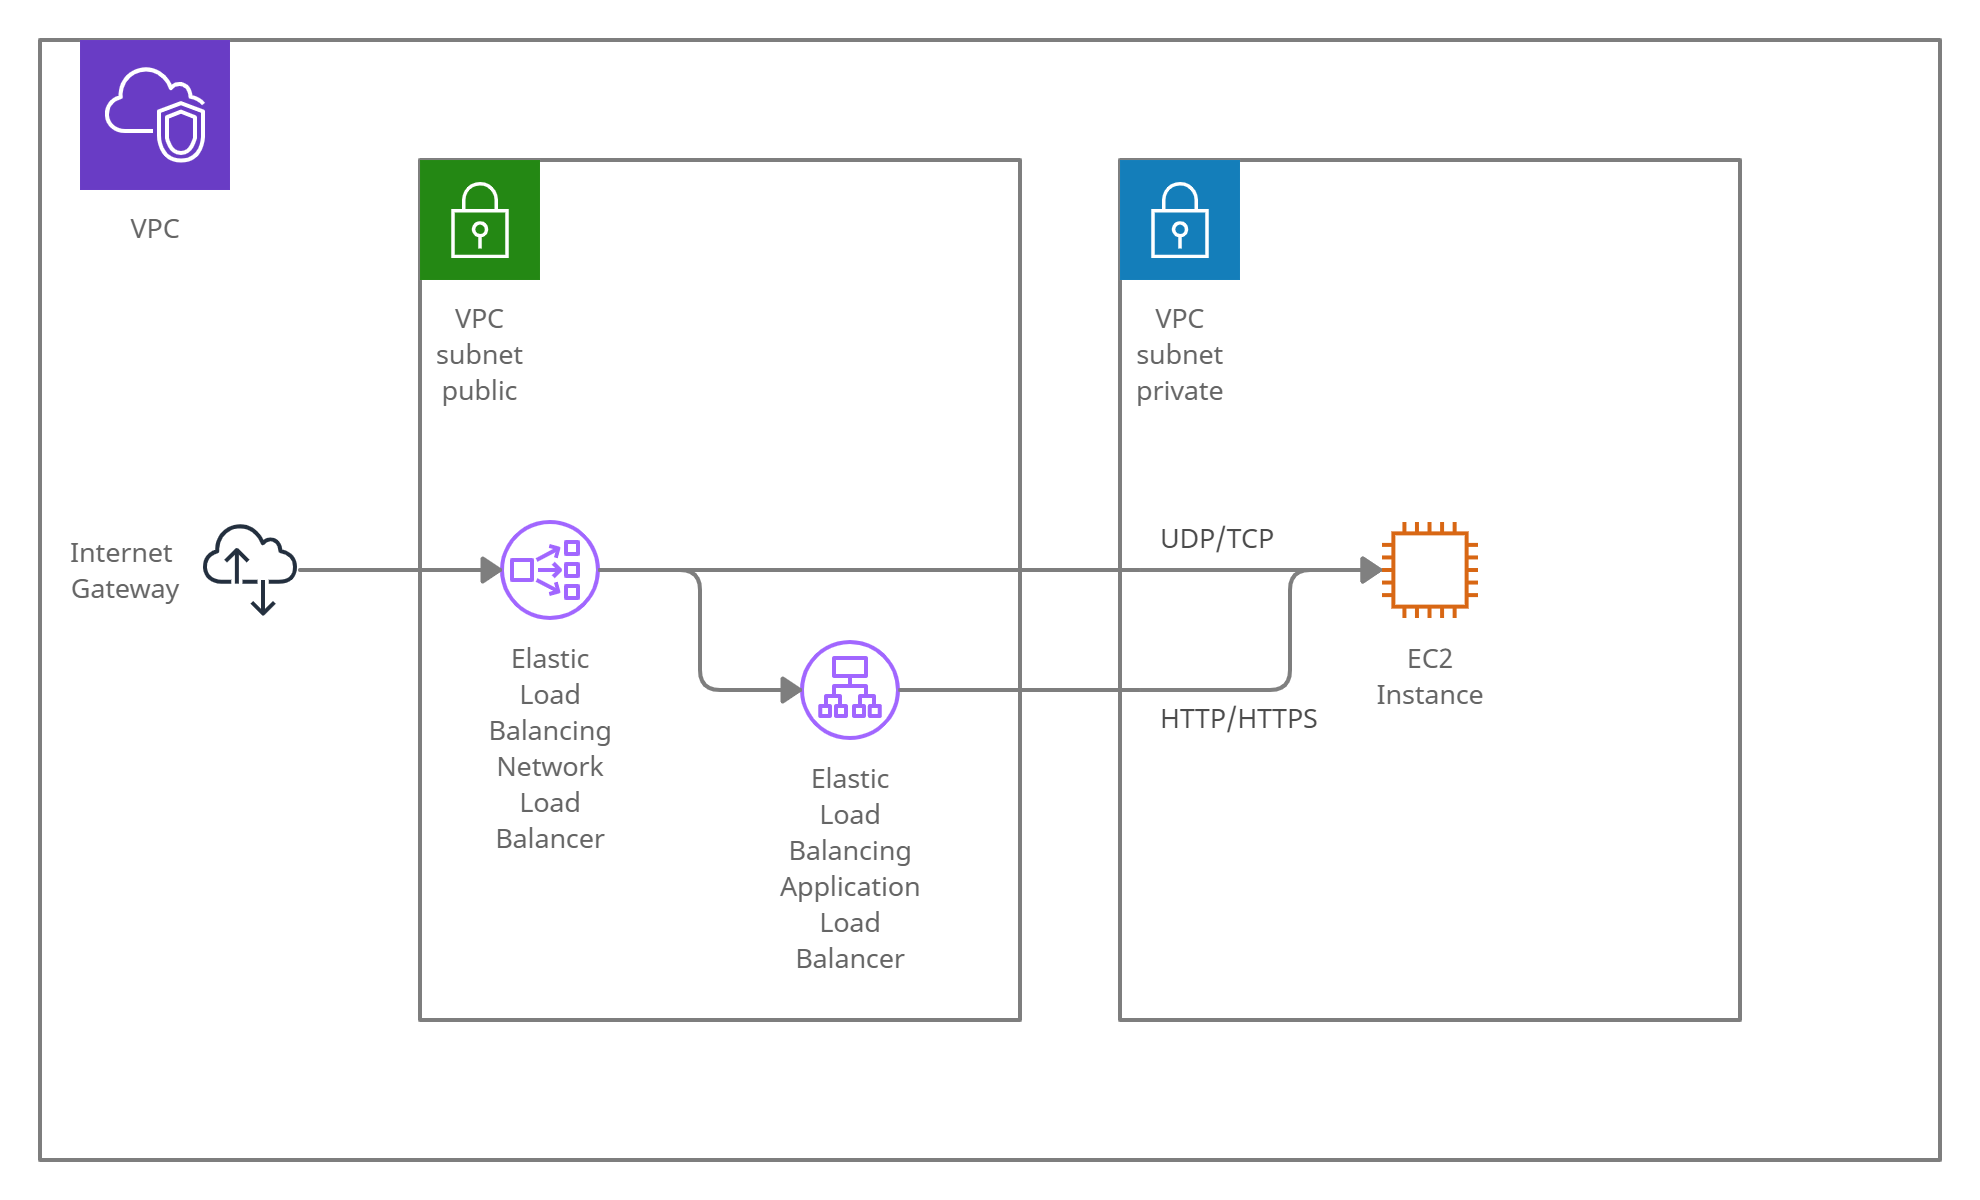 VPC
VPC
subnet
public
VPC
subnet
private
Internet
Gateway
Elastic
Load
Balancing
Network
Load
Balancer
Elastic
Load
Balancing
Application
Load
Balancer
UDP/TCP
HTTP/HTTPS
EC2
Instance